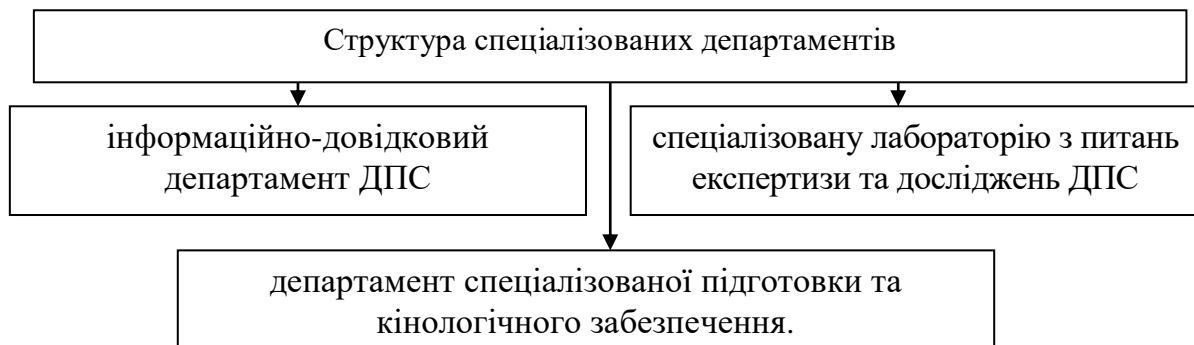 Структура спеціалізованих департаментів
інформаційно-довідковий
департамент ДПС
спеціалізовану лабораторію з питань
експертизи та досліджень ДПС
департамент спеціалізованої підготовки та
кінологічного забезпечення.